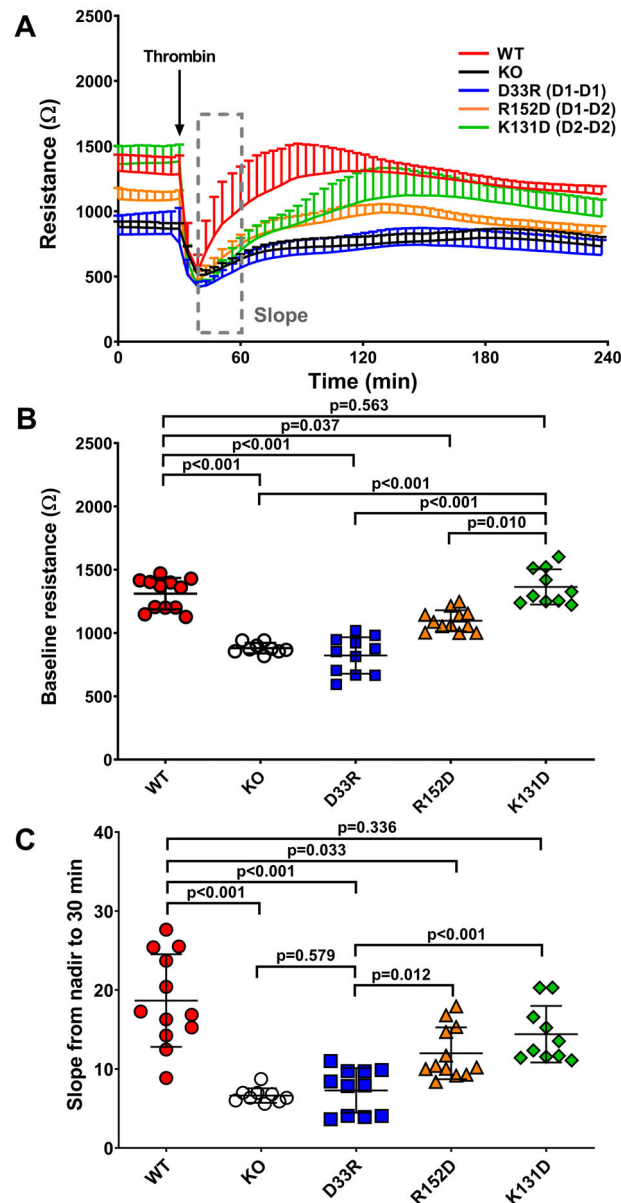 A
2500
2000
1500
1000
500
0
Resistance (Ω)
Thrombin
WT
KO
D33R (D1-D1)
R152D (D1-D2)
K131D (D2-D2)
Slope
0 60 120 180 240
Time (min)
B
p=0.563
p=0.037
p<0.001
p<0.001
p<0.001
p<0.001
p=0.010
2500
2000
1500
1000
500
0
Baseline resistance (Ω)
WT KO D33R R152D K131D
C
p=0.336
p=0.033
p<0.001
p<0.001
p<0.001
p=0.579
p=0.012
40
30
20
10
0
Slope from nadir to 30 min
WT KO D33R R152D K131D